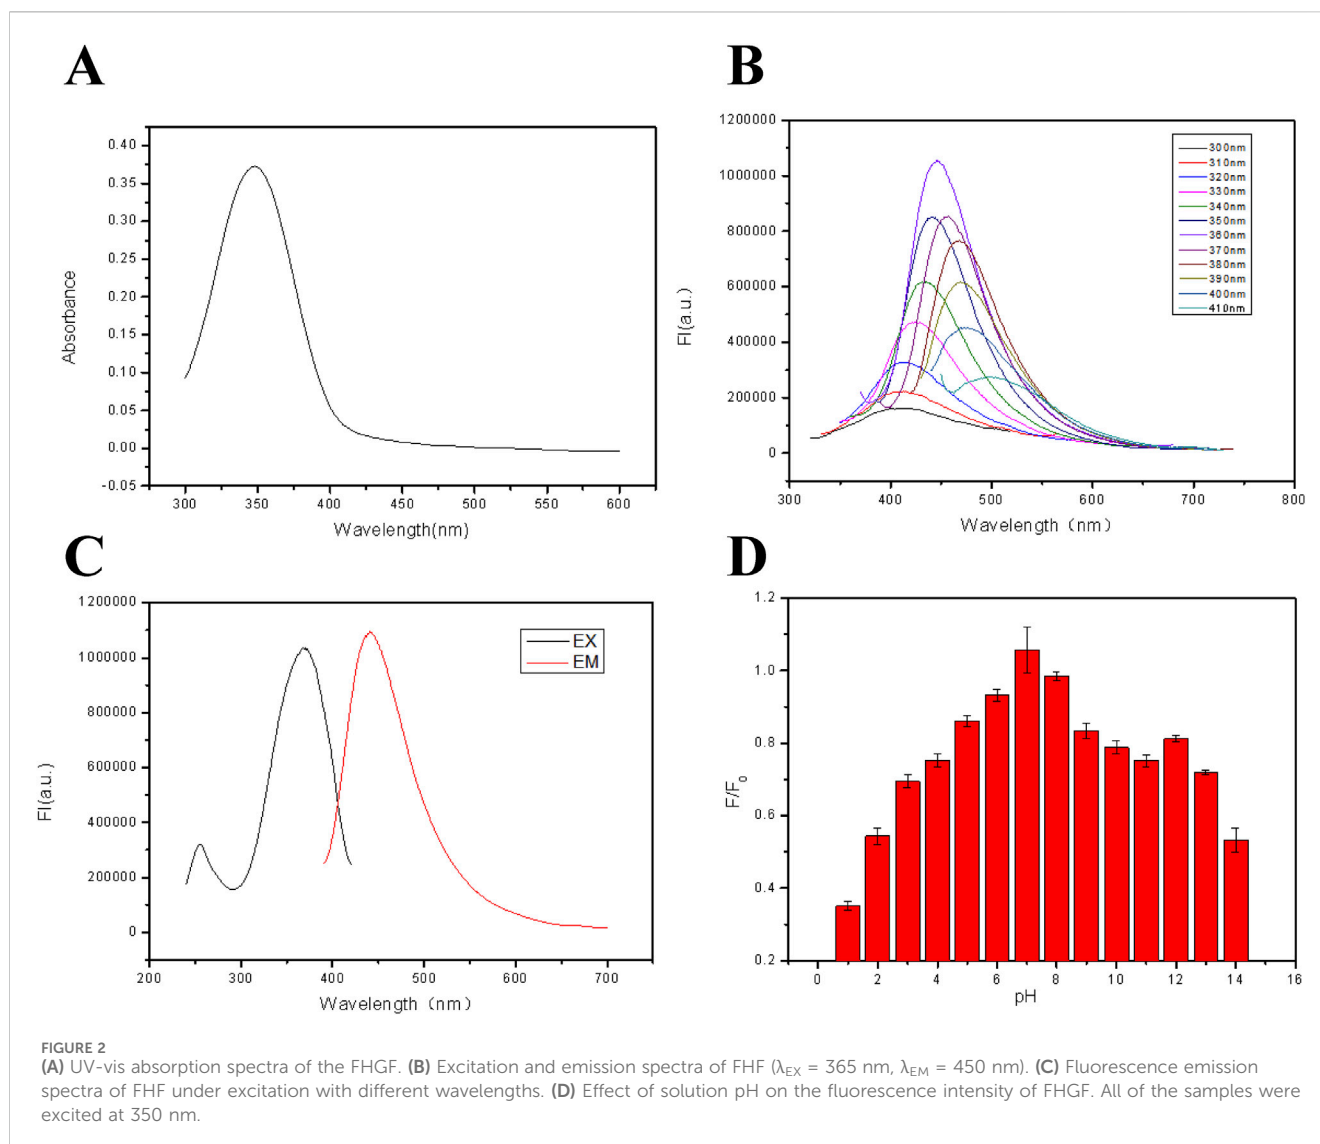 A
0.40
0.35
0.30
0.25
0.20
0.15
0.10
0.05
0.00
-0.05
Absorbance
300 350 400 450 500 550 600
Wavelength(nm)
B
1200000
1000000
800000
600000
400000
200000
0
FI(a.u.)
300nm
310nm
320nm
330nm
340nm
350nm
360nm
370nm
380nm
390nm
400nm
410nm
300 400 500 600 700 800
Wavelength（nm）
C
1200000
1000000
800000
600000
400000
200000
0
FI(a.u.)
EX
EM
200 300 400 500 600 700
Wavelength（nm）
D
1.2
1.0
0.8
0.6
0.4
0.2
F/F0
0 2 4 6 8 10 12 14 16
pH
FIGURE 2
(A) UV-vis absorption spectra of the FHGF. (B) Excitation and emission spectra of FHF (λEX = 365 nm, λEM = 450 nm). (C) Fluorescence emission
spectra of FHF under excitation with different wavelengths. (D) Effect of solution pH on the fluorescence intensity of FHGF. All of the samples were
excited at 350 nm.